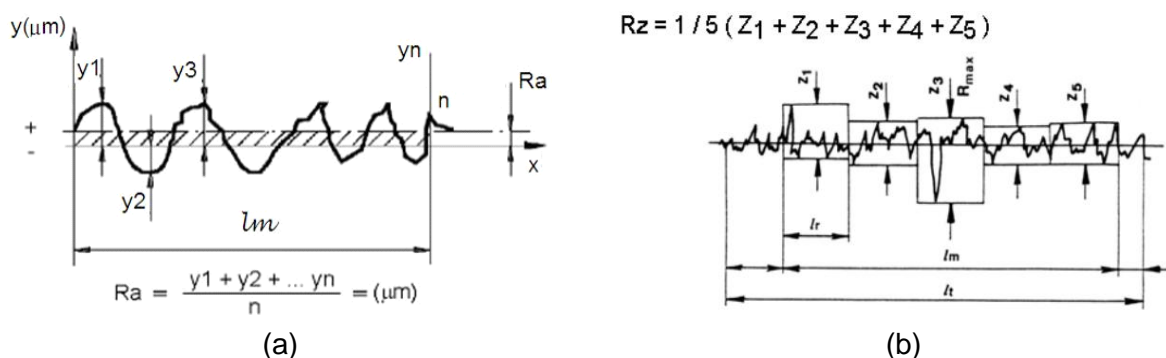 y(μm)
y1
y3
yn
Ra
n
+
-
x
y2
lm
Ra = y1 + y2 + ... yn / n = (μm)
(a)
Rz = 1 / 5 ( Z1 + Z2 + Z3 + Z4 + Z5 )
z1
z2
z3
Rmax
z4
z5
lr
lm
lt
(b)